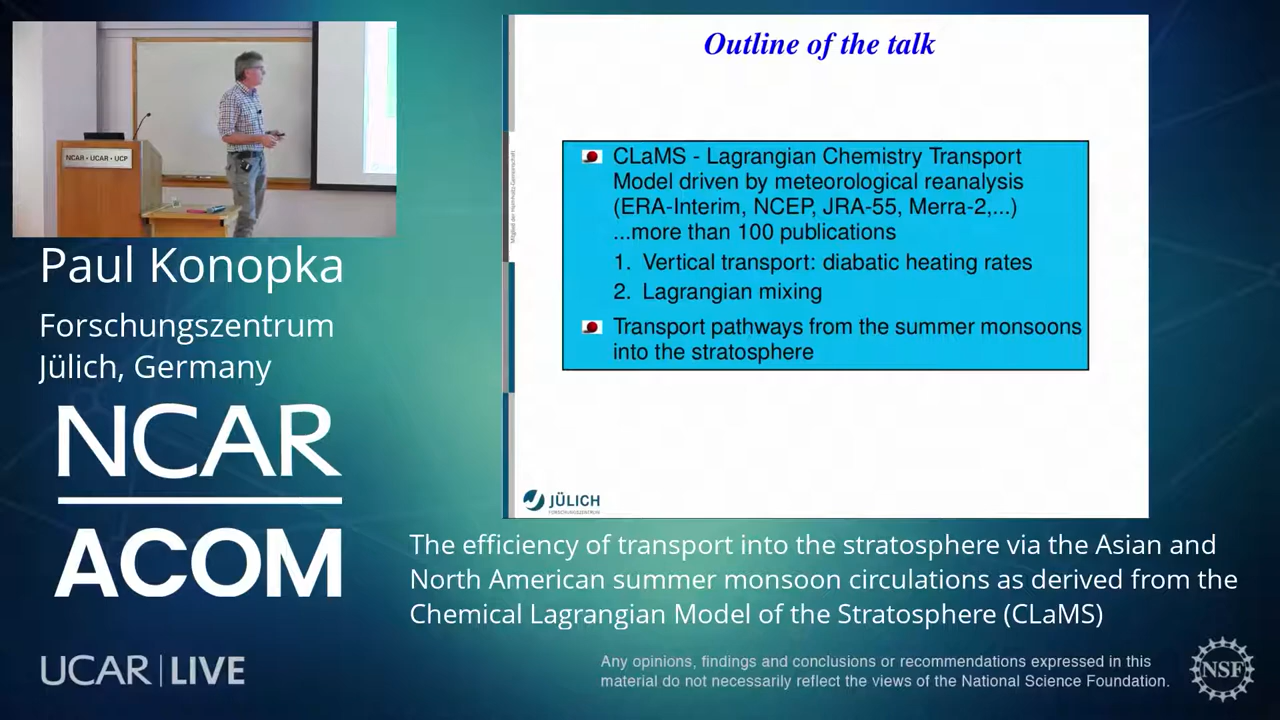 NCAR • UCAR • UCP
Paul Konopka
Forschungszentrum
Jülich, Germany
NCAR
ACOM
UCAR | LIVE
Outline of the talk
Mitglied der Helmholtz-Gemeinschaft
CLaMS - Lagrangian Chemistry Transport
Model driven by meteorological reanalysis
(ERA-Interim, NCEP, JRA-55, Merra-2,...)
...more than 100 publications
1. Vertical transport: diabatic heating rates
2. Lagrangian mixing
Transport pathways from the summer monsoons
into the stratosphere
JÜLICH
FORSCHUNGSZENTRUM
The efficiency of transport into the stratosphere via the Asian and
North American summer monsoon circulations as derived from the
Chemical Lagrangian Model of the Stratosphere (CLaMS)
Any opinions, findings and conclusions or recommendations expressed in this
material do not necessarily reflect the views of the National Science Foundation.
NSF